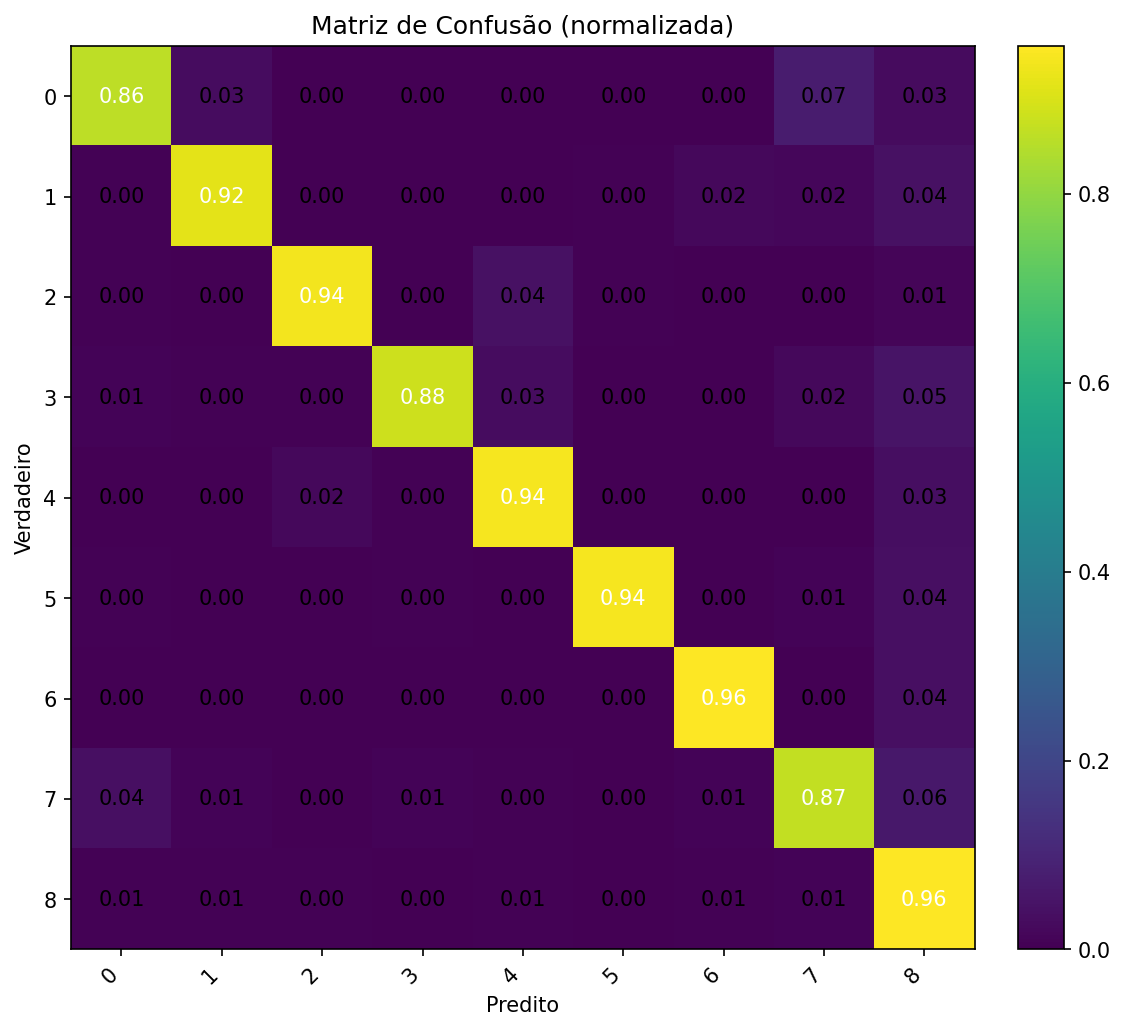 Matriz de Confusão (normalizada)
0 0.86 0.03 0.00 0.00 0.00 0.00 0.00 0.07 0.03
1 0.00 0.92 0.00 0.00 0.00 0.00 0.02 0.02 0.04
2 0.00 0.00 0.94 0.00 0.04 0.00 0.00 0.00 0.01
3 0.01 0.00 0.00 0.88 0.03 0.00 0.00 0.02 0.05
4 0.00 0.00 0.02 0.00 0.94 0.00 0.00 0.00 0.03
5 0.00 0.00 0.00 0.00 0.00 0.94 0.00 0.01 0.04
6 0.00 0.00 0.00 0.00 0.00 0.00 0.96 0.00 0.04
7 0.04 0.01 0.00 0.01 0.00 0.00 0.01 0.87 0.06
8 0.01 0.01 0.00 0.00 0.01 0.00 0.01 0.01 0.96
0 1 2 3 4 5 6 7 8
Predito
Verdadeiro
0.8
0.6
0.4
0.2
0.0